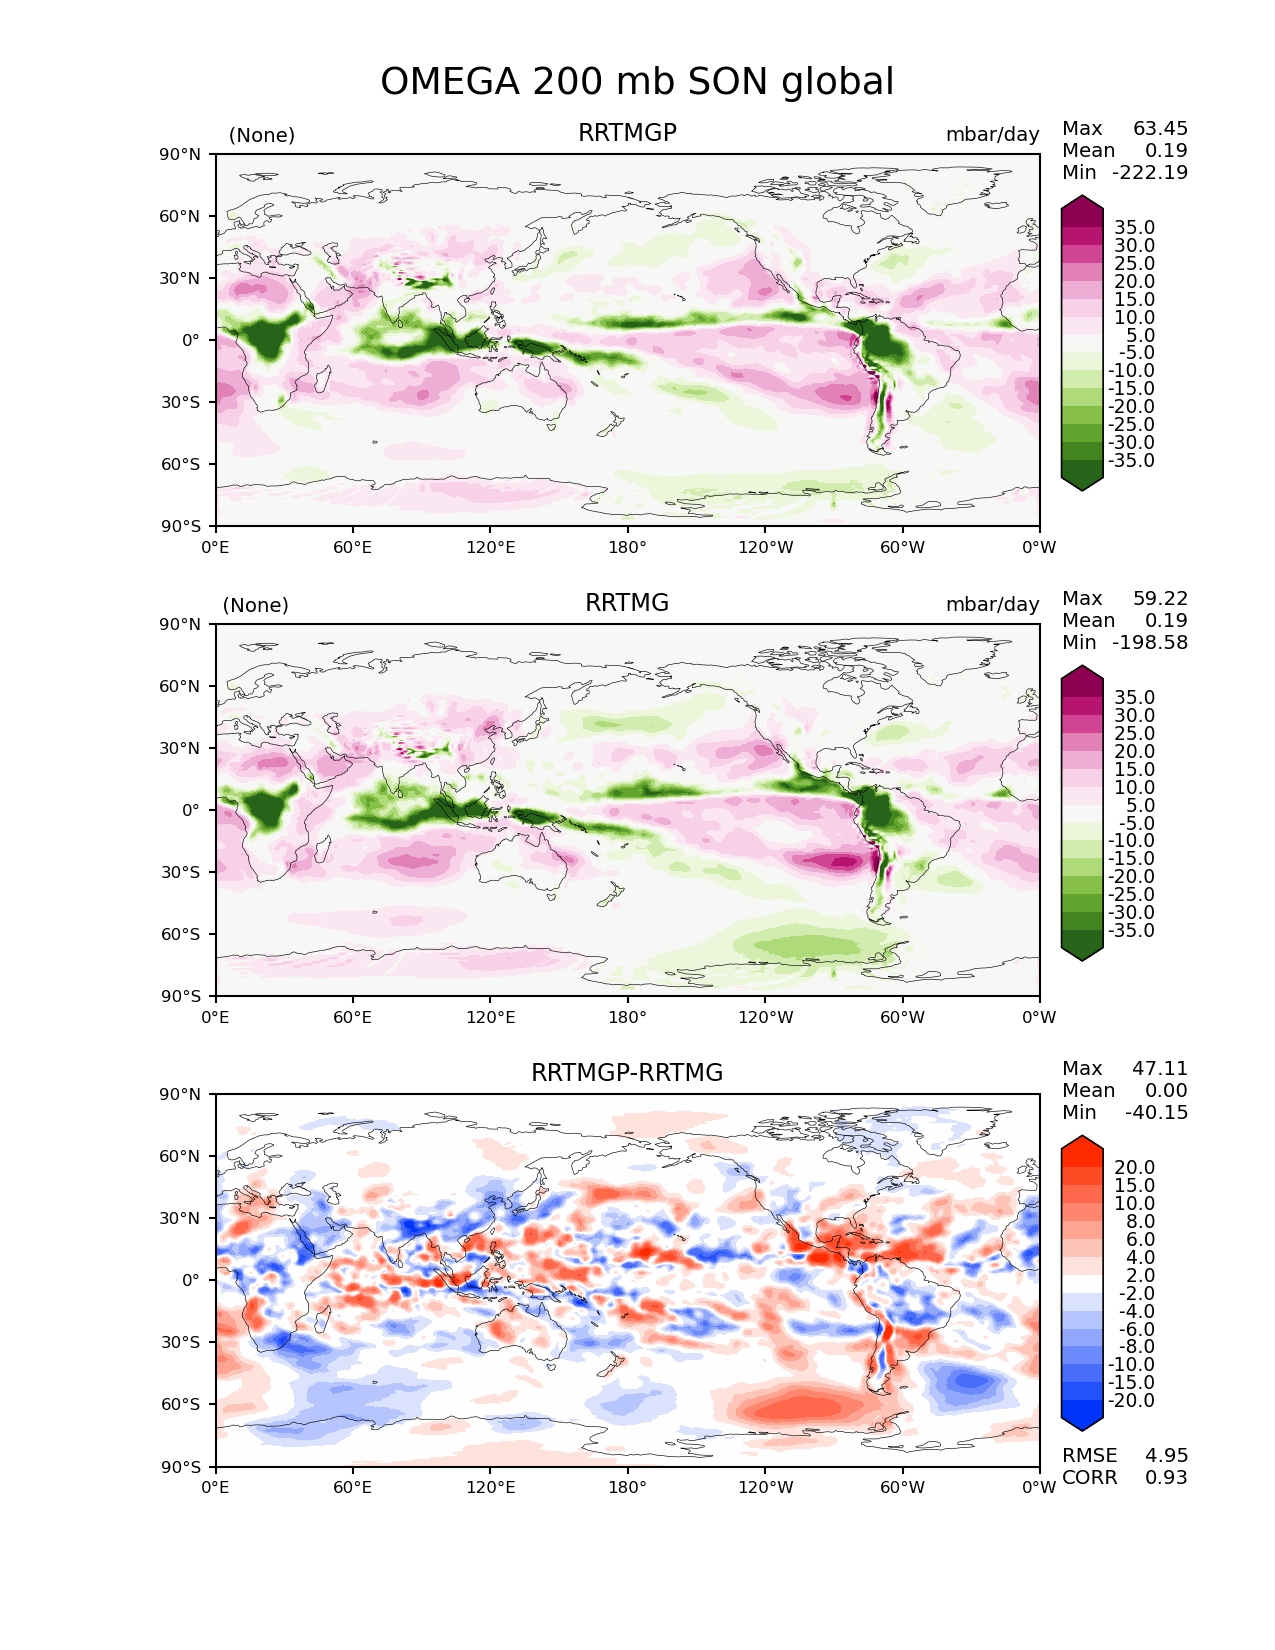 OMEGA 200 mb SON global
(None) RRTMGP mbar/day
Max 63.45
Mean 0.19
Min -222.19
90°N
60°N
30°N
0°
30°S
60°S
90°S
0°E 60°E 120°E 180° 120°W 60°W 0°W
35.0
30.0
25.0
20.0
15.0
10.0
5.0
-5.0
-10.0
-15.0
-20.0
-25.0
-30.0
-35.0
(None) RRTMG mbar/day
Max 59.22
Mean 0.19
Min -198.58
90°N
60°N
30°N
0°
30°S
60°S
90°S
0°E 60°E 120°E 180° 120°W 60°W 0°W
35.0
30.0
25.0
20.0
15.0
10.0
5.0
-5.0
-10.0
-15.0
-20.0
-25.0
-30.0
-35.0
RRTMGP-RRTMG
Max 47.11
Mean 0.00
Min -40.15
90°N
60°N
30°N
0°
30°S
60°S
90°S
0°E 60°E 120°E 180° 120°W 60°W 0°W
20.0
15.0
10.0
8.0
6.0
4.0
2.0
-2.0
-4.0
-6.0
-8.0
-10.0
-15.0
-20.0
RMSE 4.95
CORR 0.93